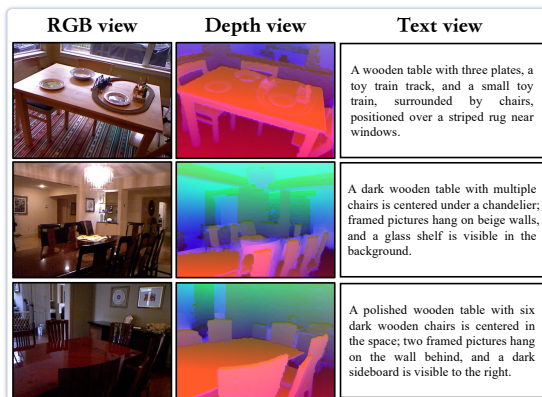 RGB view
Depth view
Text view
A wooden table with three plates, a
toy train track, and a small toy
train, surrounded by chairs,
positioned over a striped rug near
windows.
A dark wooden table with multiple
chairs is centered under a chandelier;
framed pictures hang on beige walls,
and a glass shelf is visible in the
background.
A polished wooden table with six
dark wooden chairs is centered in
the space; two framed pictures hang
on the wall behind, and a dark
sideboard is visible to the right.